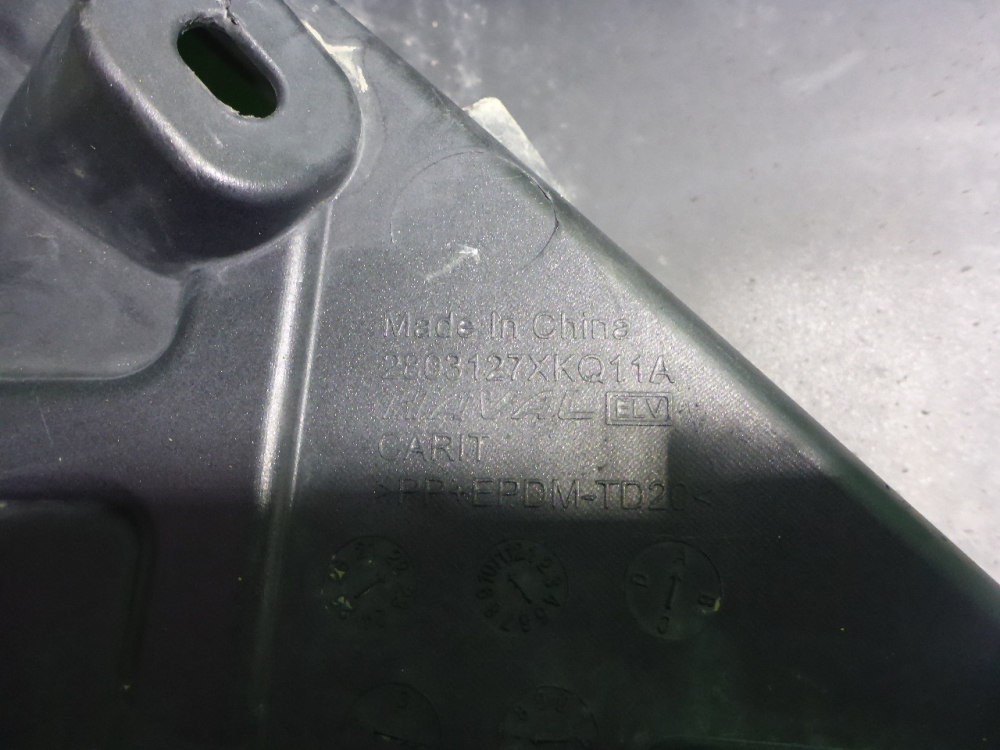 Made In China
2803127XKQ11A
HAVAL ELV
CARIT
>PP+EPDM-TD20<
A
D B
C